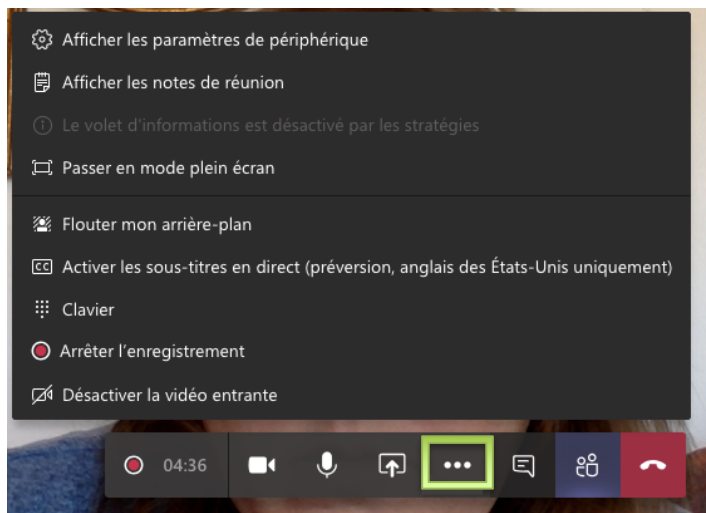 Afficher les paramètres de périphérique
Afficher les notes de réunion
Le volet d'informations est désactivé par les stratégies
Passer en mode plein écran
Flouter mon arrière-plan
CC Activer les sous-titres en direct (préversion, anglais des États-Unis uniquement)
Clavier
Arrêter l’enregistrement
Désactiver la vidéo entrante
04:36